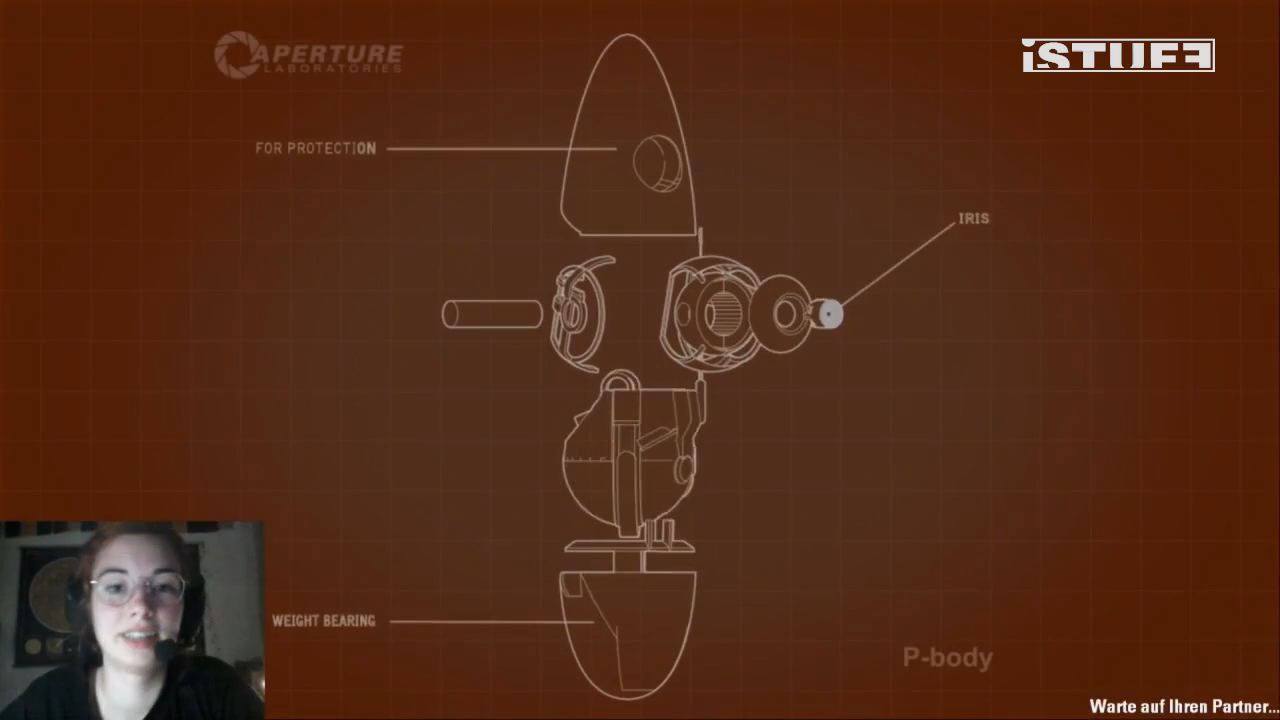 APERTURE
LABORATORIES
iSTUFF
FOR PROTECTION
IRIS
WEIGHT BEARING
P-body
Warte auf Ihren Partner...